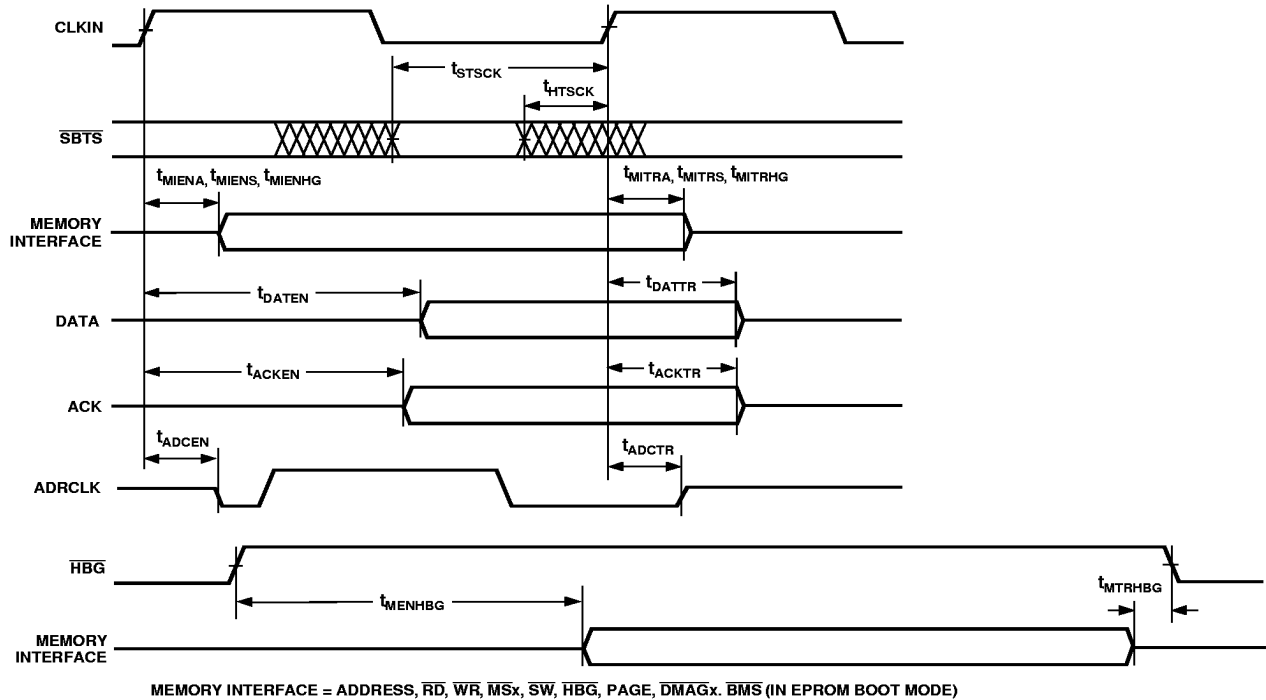 CLKIN
tSTSCK
tHTSCK
SBTS
tMIENA, tMIENS, tMIENHG
tMITRA, tMITRS, tMITRHG
MEMORY
INTERFACE
tDATEN
tDATTR
DATA
tACKEN
tACKTR
ACK
tADCEN
tADCTR
ADRCLK
HBG
tMENHBG
tMTRHBG
MEMORY
INTERFACE
MEMORY INTERFACE = ADDRESS, RD, WR, MSx, SW, HBG, PAGE, DMAGx. BMS (IN EPROM BOOT MODE)